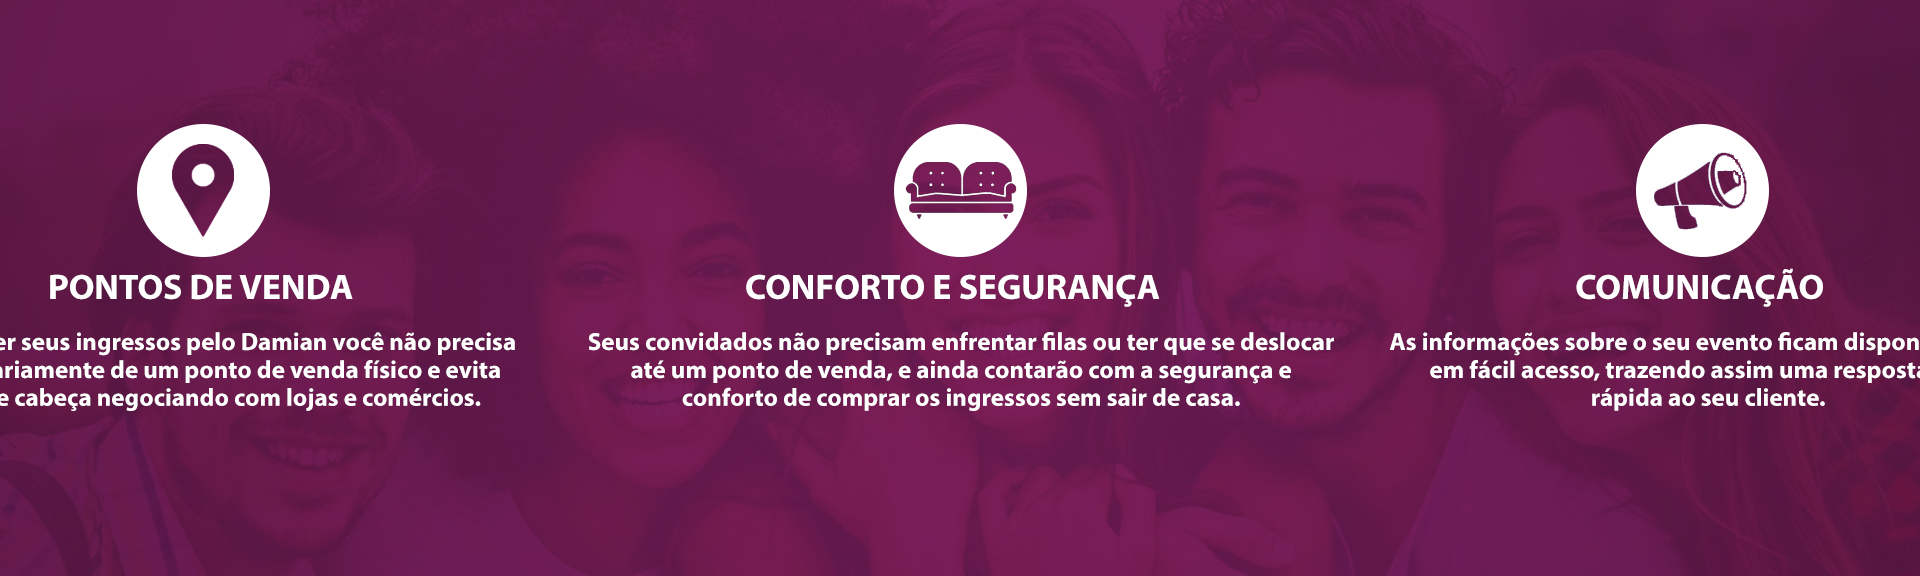 PONTOS DE VENDA
seus ingressos pelo Damian você não precisa
de um ponto de venda físico e evita
cabeça negociando com lojas e comércios.
CONFORTO E SEGURANÇA
Seus convidados não precisam enfrentar filas ou ter que se deslocar
até um ponto de venda, e ainda contarão com a segurança e
conforto de comprar os ingressos sem sair de casa.
COMUNICAÇÃO
As informações sobre o seu evento ficam
em fácil acesso, trazendo assim uma resposta
rápida ao seu cliente.